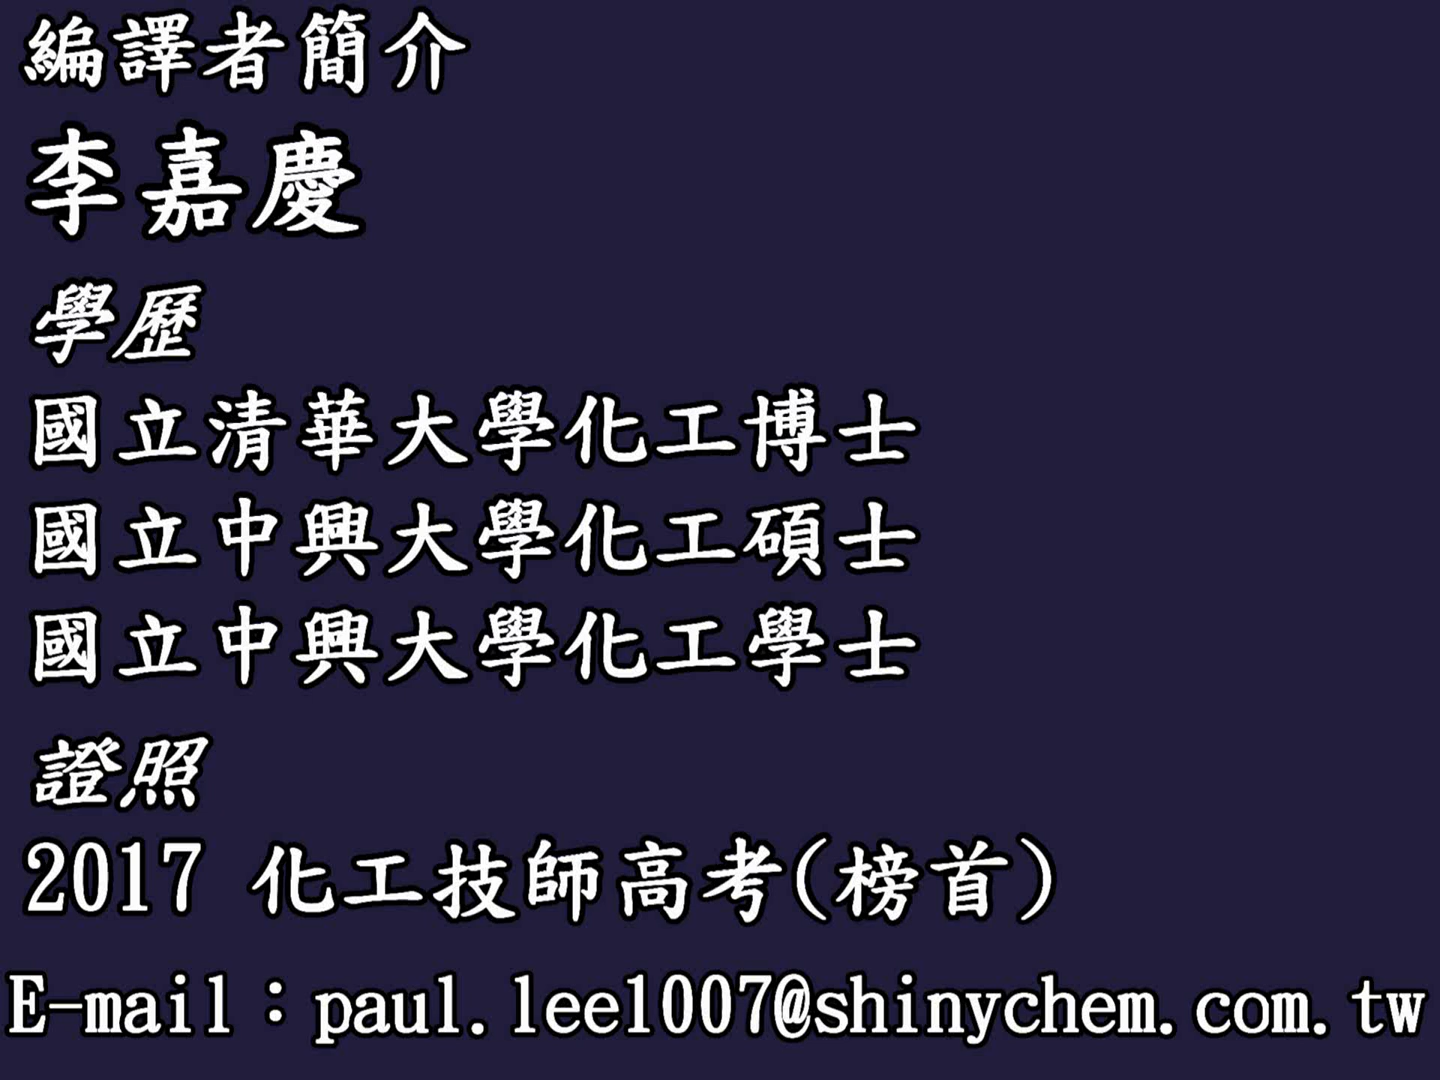 編譯者簡介
李嘉慶
學歷
國立清華大學化工博士
國立中興大學化工碩士
國立中興大學化工學士
證照
2017 化工技師高考(榜首)
E-mail：paul.lee1007@shinychem.com.tw